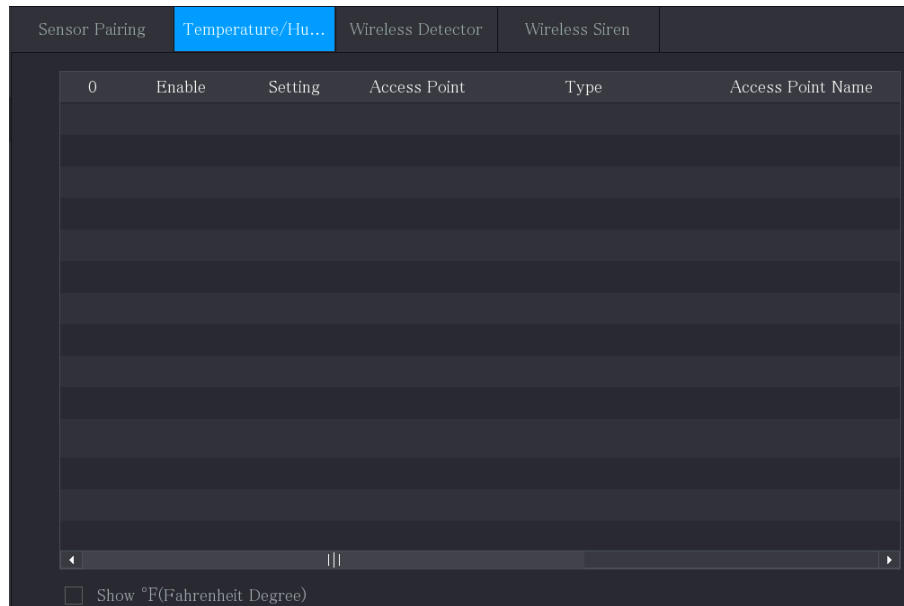 Sensor Pairing Temperature/Hu... Wireless Detector Wireless Siren
0 Enable Setting Access Point Type Access Point Name
Show °F(Fahrenheit Degree)